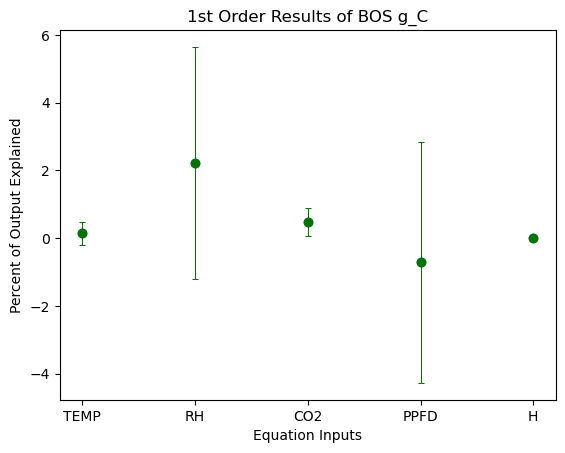 1st Order Results of BOS g_C
Percent of Output Explained
6
4
2
0
−2
−4
TEMP RH CO2 PPFD H
Equation Inputs